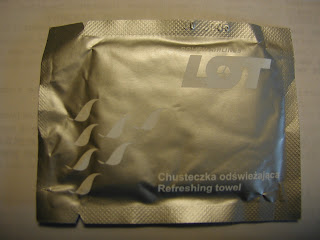 LOT
Chusteczka odświeżająca
Refreshing towel